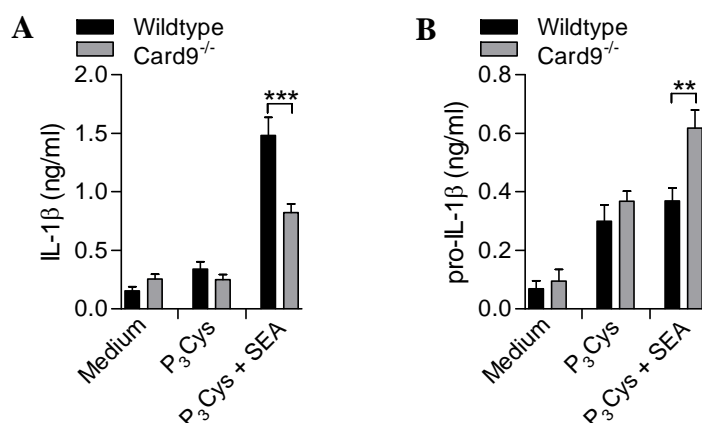 A
Wildtype
Card9-/-
IL-1β (ng/ml)
2.0
1.5
1.0
0.5
0.0
***
Medium
P3Cys
P3Cys + SEA
B
Wildtype
Card9-/-
pro-IL-1β (ng/ml)
0.8
0.6
0.4
0.2
0.0
**
Medium
P3Cys
P3Cys + SEA